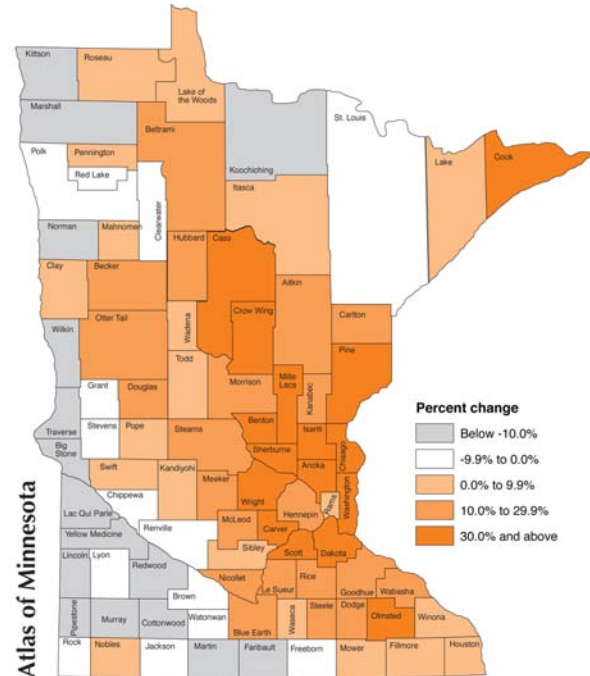 Kittson
Roseau
Lake of
the Woods
Marshall
Beltrami
St. Louis
Polk
Pennington
Red Lake
Koochiching
Lake
Cook
Itasca
Clearwater
Norman
Mahnomen
Hubbard
Cass
Clay
Becker
Aitkin
Crow Wing
Carlton
Otter Tail
Wadena
Wilkin
Pine
Todd
Mille
Lacs
Grant
Douglas
Morrison
Kanabec
Percent change
Below -10.0%
-9.9% to 0.0%
0.0% to 9.9%
10.0% to 29.9%
30.0% and above
Traverse
Stevens
Pope
Stearns
Benton
Isanti
Big
Stone
Sherburne
Chisago
Swift
Kandiyohi
Anoka
Meeker
Washington
Chippewa
Wright
Hennepin
Rams
Lac Qui Parle
McLeod
Carver
Renville
Yellow Medicine
Sibley
Scott
Dakota
Lincoln
Lyon
Redwood
Nicollet
Le Sueur
Rice
Goodhue
Wabasha
Brown
Pipestone
Murray
Cottonwood
Watonwan
Blue Earth
Waseca
Steele
Dodge
Olmsted
Winona
Rock
Nobles
Jackson
Martin
Faribault
Freeborn
Mower
Fillmore
Houston
Atlas of Minnesota